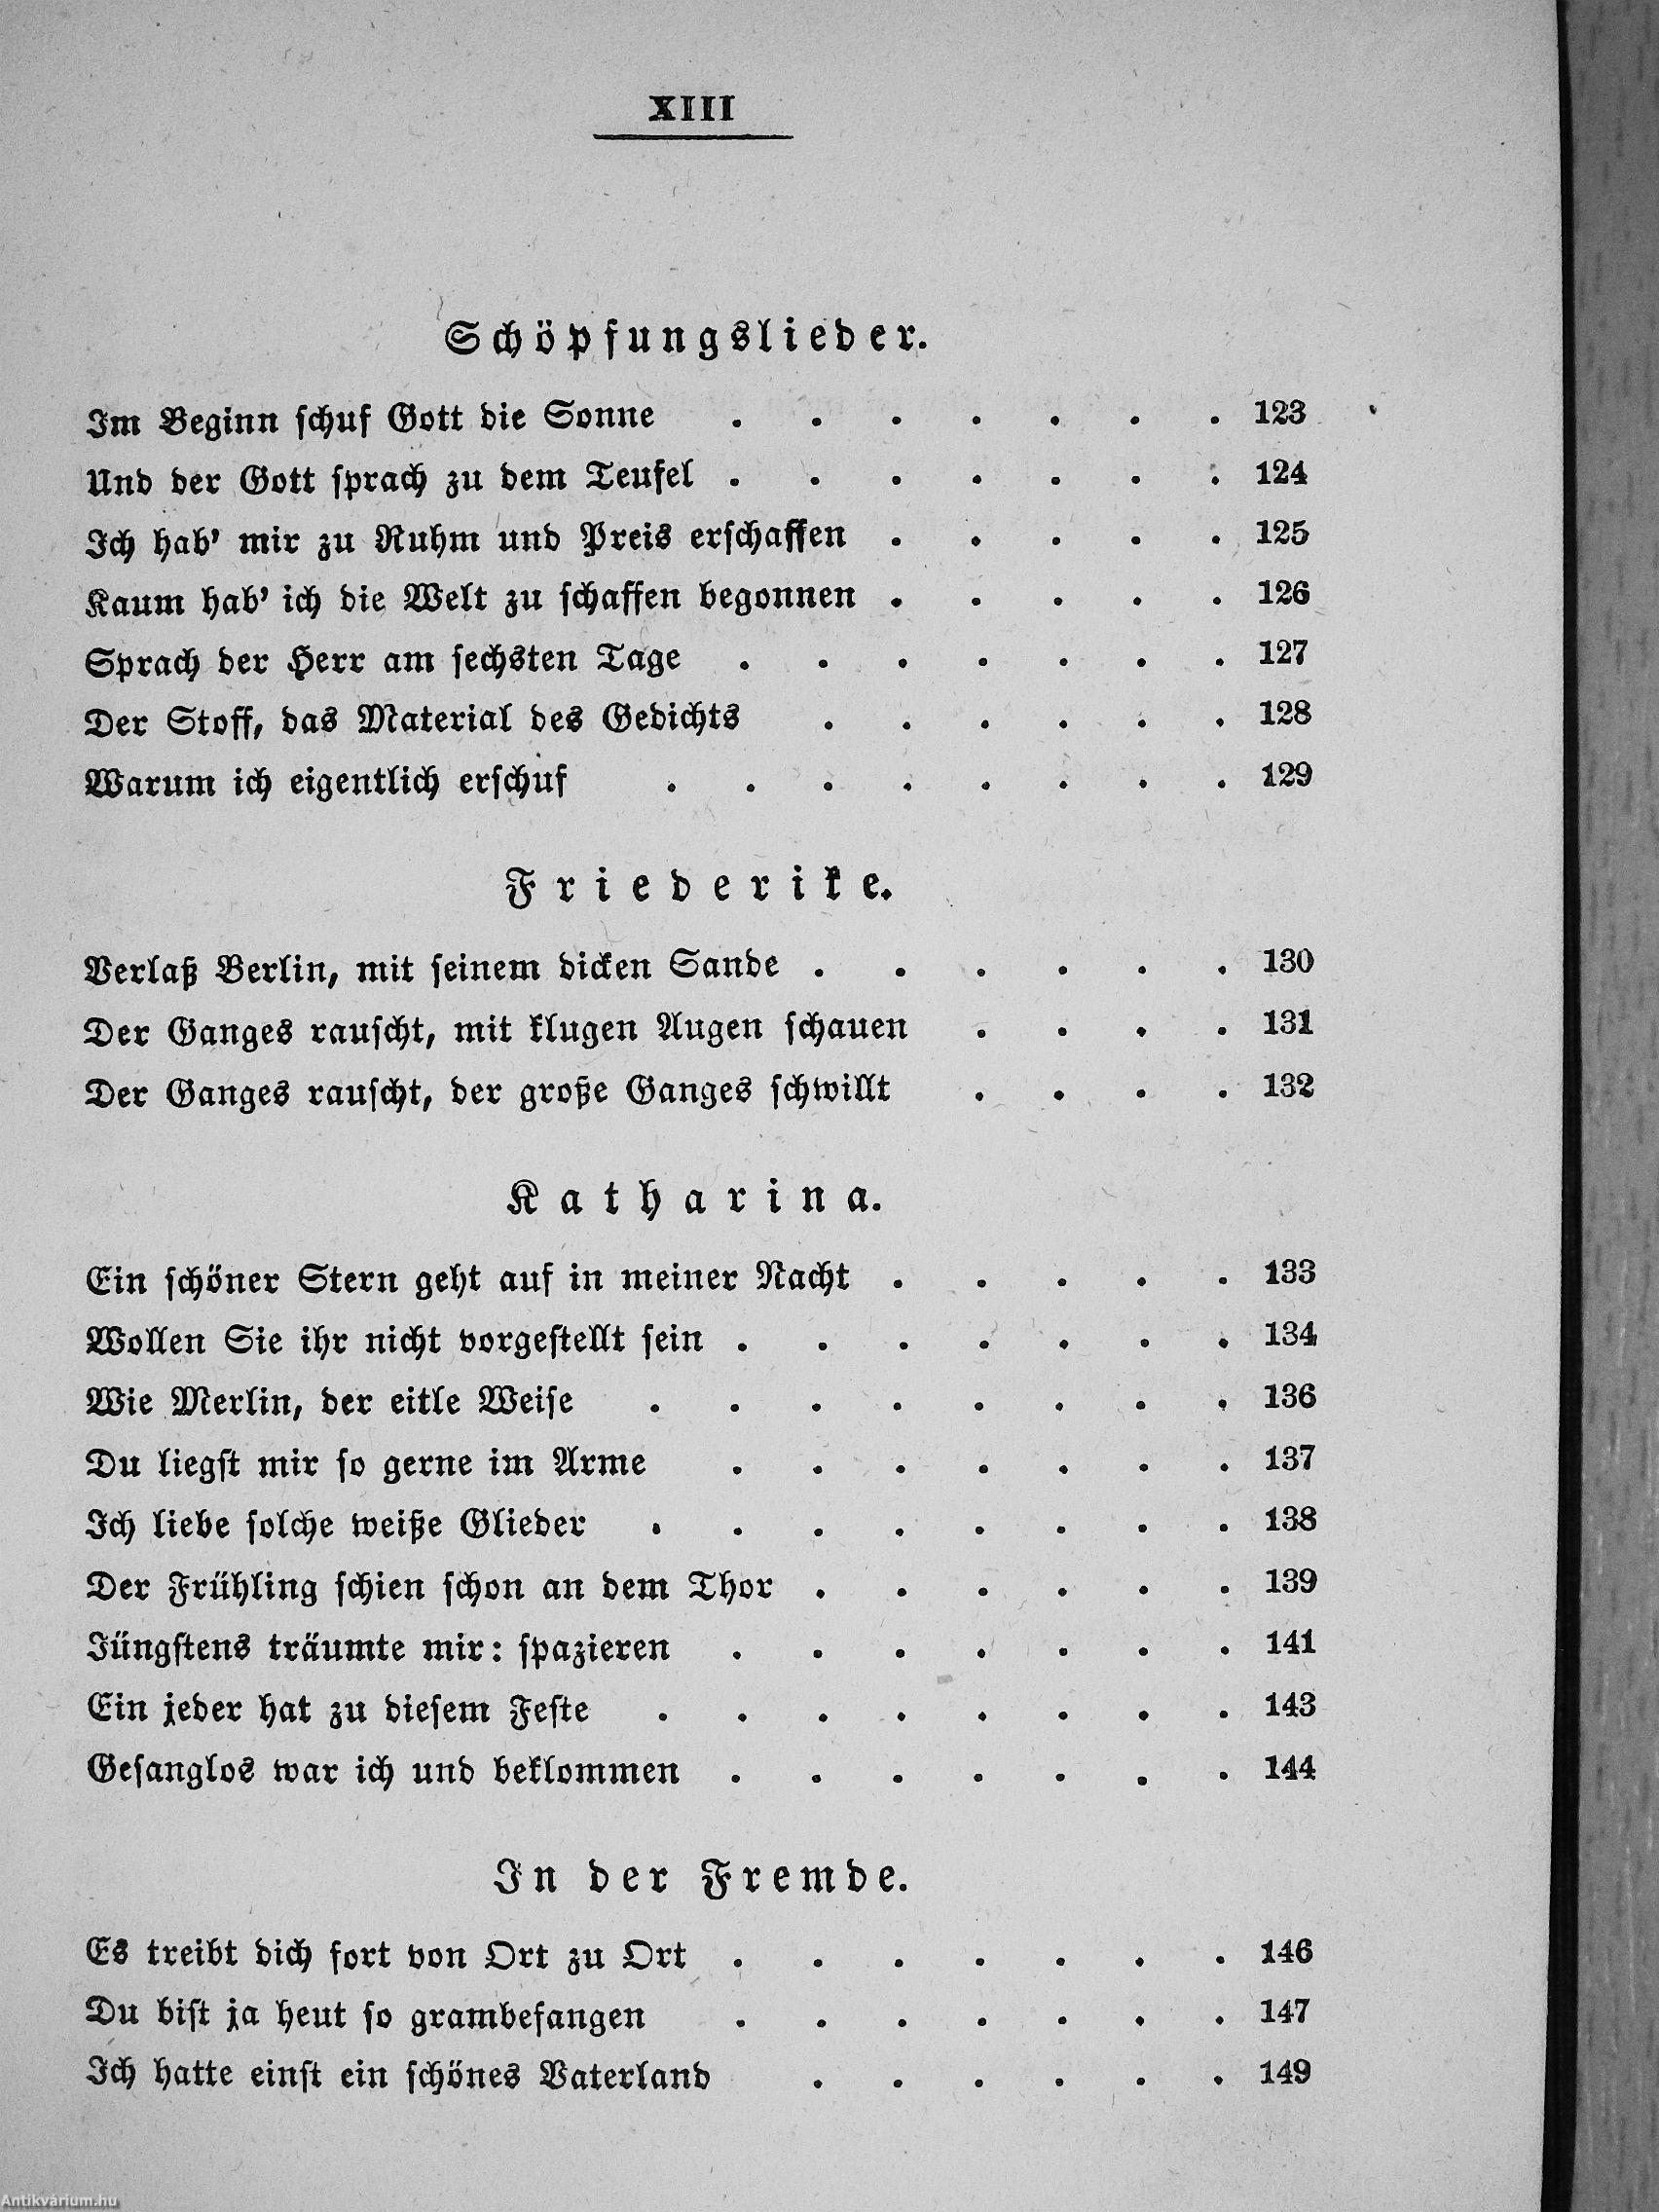 XIII
Schöpfungslieder.
Im Beginn ſchuf Gott die Sonne . . . . . . . 123
Und der Gott ſprach zu dem Teufel . . . . . . . 124
Ich hab’ mir zu Ruhm und Preis erſchaffen . . . . . 125
Kaum hab’ ich die Welt zu ſchaffen begonnen . . . . . 126
Sprach der Herr am ſechsten Tage . . . . . . . 127
Der Stoff, das Material des Gedichts . . . . . . 128
Warum ich eigentlich erſchuf . . . . . . . . 129
Friederike.
Verlaß Berlin, mit ſeinem dicken Sande . . . . . . 130
Der Ganges rauſcht, mit klugen Augen ſchauen . . . . 131
Der Ganges rauſcht, der große Ganges ſchwillt . . . . 132
Katharina.
Ein ſchöner Stern geht auf in meiner Nacht . . . . . 133
Wollen Sie ihr nicht vorgeſtellt ſein . . . . . . . 134
Wie Merlin, der eitle Weiſe . . . . . . . . 136
Du liegſt mir ſo gerne im Arme . . . . . . . 137
Ich liebe ſolche weiße Glieder . . . . . . . . 138
Der Frühling ſchien ſchon an dem Thor . . . . . . 139
Jüngſtens träumte mir: ſpazieren . . . . . . . 141
Ein jeder hat zu dieſem Feſte . . . . . . . . 143
Geſanglos war ich und beklommen . . . . . . . 144
In der Fremde.
Es treibt dich fort von Ort zu Ort . . . . . . . 146
Du biſt ja heut ſo grambefangen . . . . . . . 147
Ich hatte einſt ein ſchönes Vaterland . . . . . . 149
Antikvárium.hu